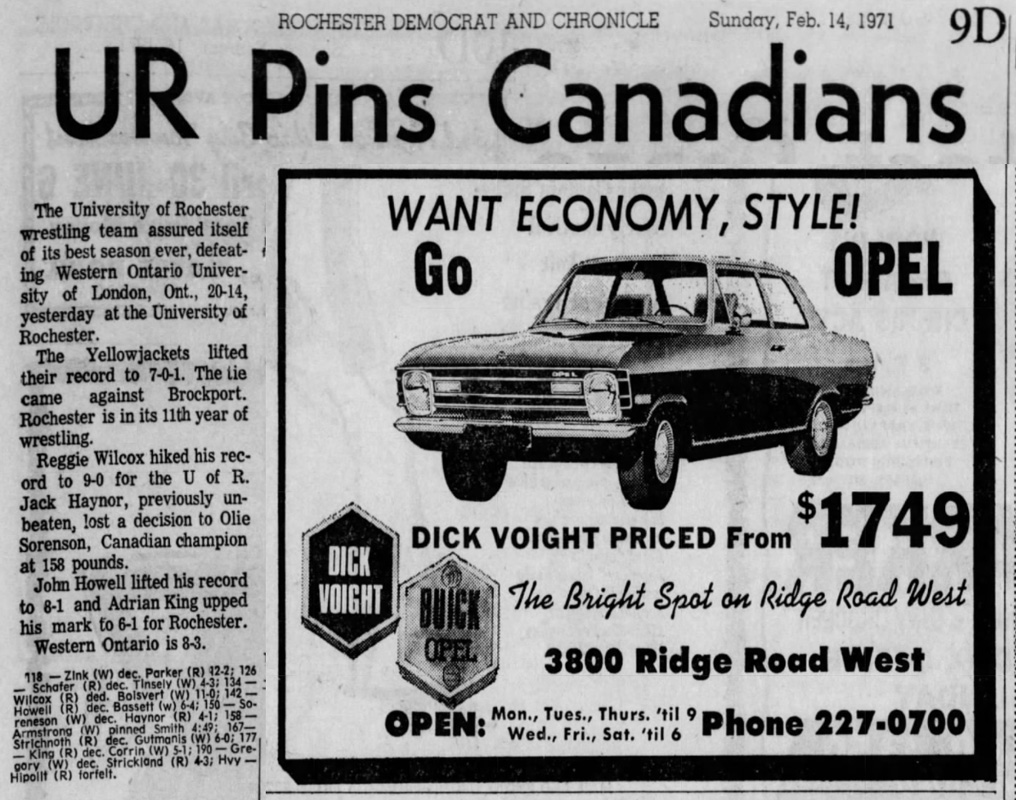 ROCHESTER DEMOCRAT AND CHRONICLE Sunday, Feb. 14, 1971 9D
UR Pins Canadians
The University of Rochester
wrestling team assured itself
of its best season ever, defeat-
ing Western Ontario Univer-
sity of London, Ont., 20-14,
yesterday at the University of
Rochester.
The Yellowjackets lifted
their record to 7-0-1. The tie
came against Brockport.
Rochester is in its 11th year of
wrestling.
Reggie Wilcox hiked his rec-
ord to 9-0 for the U of R.
Jack Haynor, previously un-
beaten, lost a decision to Olie
Sorenson, Canadian champion
at 158 pounds.
John Howell lifted his record
to 8-1 and Adrian King upped
his mark to 6-1 for Rochester.
Western Ontario is 8-3.
118 — Zink (W) dec. Parker (R) 12-2; 126
— Schafer (R) dec. Tinsely (W) 4-3; 134 —
Wilcox (R) ded. Boisvert (W) 11-0; 142 —
Howell (R) dec. Bassett (w) 6-4; 150 — So-
reneson (W) dec. Haynor (R) 4-1; 158 —
Armstrong (W) pinned Smith 4:49; 167—
Strichnoth (R) dec. Gutmanis (W) 6-0; 177
— King (R) dec. Corrin (W) 5-1; 190 — Gre-
gory (W) dec. Strickland (R) 4-3; Hvy —
Hipolit (R) forfeit.
WANT ECONOMY, STYLE!
Go OPEL
OPEL
DICK VOIGHT PRICED From $1749
DICK
VOIGHT
BUICK
OPEL
The Bright Spot on Ridge Road West
3800 Ridge Road West
OPEN: Mon., Tues., Thurs. 'til 9
Wed., Fri., Sat. 'til 6
Phone 227-0700